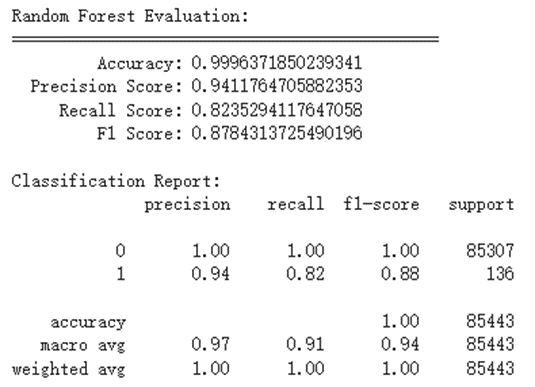 Random Forest Evaluation:
Accuracy: 0.9996371850239341
Precision Score: 0.9411764705882353
Recall Score: 0.8235294117647058
F1 Score: 0.8784313725490196
Classification Report:
precision recall f1-score support
0 1.00 1.00 1.00 85307
1 0.94 0.82 0.88 136
accuracy 1.00 85443
macro avg 0.97 0.91 0.94 85443
weighted avg 1.00 1.00 1.00 85443